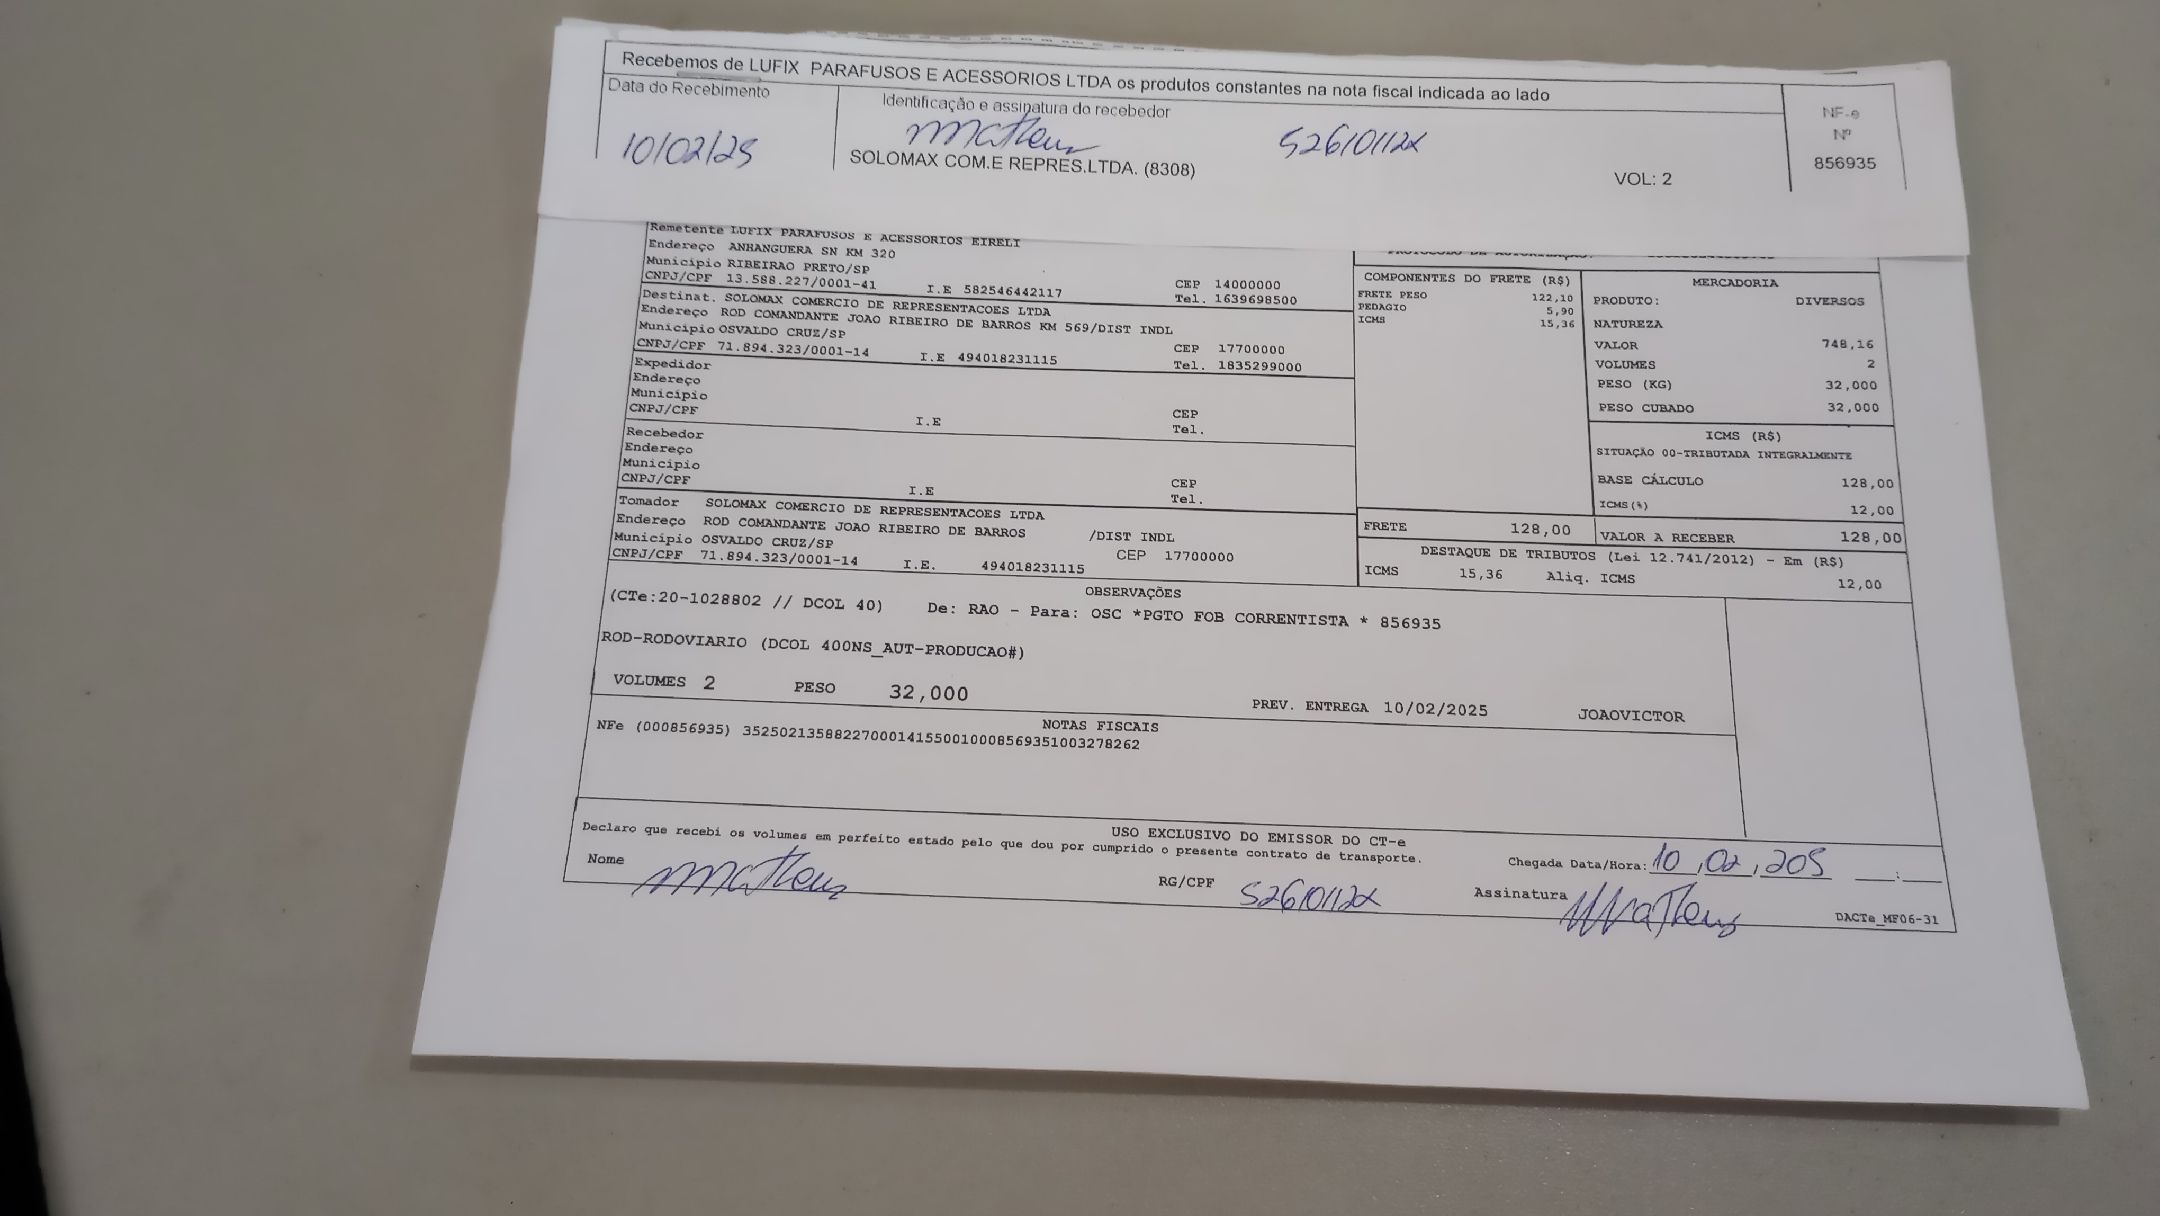 Recebemos de LUFIX PARAFUSOS E ACESSORIOS LTDA os produtos constantes na nota fiscal indicada ao lado
Data do Recebimento
Identificação e assinatura do recebedor
NF-e
Nº
856935
10/02/25
Matheus
52610112X
SOLOMAX COM.E REPRES.LTDA. (8308)
VOL: 2
Remetente LUFIX PARAFUSOS E ACESSORIOS EIRELI
Endereço ANHANGUERA SN KM 320
Município RIBEIRAO PRETO/SP
CEP 14000000
CNPJ/CPF 13.588.227/0001-41 I.E 582546442117
Tel. 1639698500
Destinat. SOLOMAX COMERCIO DE REPRESENTACOES LTDA
Endereço ROD COMANDANTE JOAO RIBEIRO DE BARROS KM 569/DIST INDL
Município OSVALDO CRUZ/SP
CEP 17700000
CNPJ/CPF 71.894.323/0001-14 I.E 494018231115
Tel. 1835299000
Expedidor
Endereço
Município
CEP
CNPJ/CPF I.E
Tel.
Recebedor
Endereço
Município
CEP
CNPJ/CPF I.E
Tel.
Tomador SOLOMAX COMERCIO DE REPRESENTACOES LTDA
Endereço ROD COMANDANTE JOAO RIBEIRO DE BARROS /DIST INDL
Município OSVALDO CRUZ/SP
CEP 17700000
CNPJ/CPF 71.894.323/0001-14 I.E. 494018231115
COMPONENTES DO FRETE (R$)
FRETE PESO 122,10
PEDAGIO 5,90
ICMS 15,36
MERCADORIA
PRODUTO: DIVERSOS
NATUREZA
VALOR 748,16
VOLUMES 2
PESO (KG) 32,000
PESO CUBADO 32,000
ICMS (R$)
SITUAÇÃO 00-TRIBUTADA INTEGRALMENTE
BASE CÁLCULO 128,00
ICMS(%) 12,00
FRETE 128,00
VALOR A RECEBER 128,00
DESTAQUE DE TRIBUTOS (Lei 12.741/2012) - Em (R$)
ICMS 15,36 Aliq. ICMS 12,00
OBSERVAÇÕES
(CTe:20-1028802 // DCOL 40) De: RAO - Para: OSC *PGTO FOB CORRENTISTA * 856935
ROD-RODOVIARIO (DCOL 400NS_AUT-PRODUCAO#)
VOLUMES 2 PESO 32,000
PREV. ENTREGA 10/02/2025 JOAOVICTOR
NOTAS FISCAIS
NFe (000856935) 35250213588227000141550010008569351003278262
USO EXCLUSIVO DO EMISSOR DO CT-e
Declaro que recebi os volumes em perfeito estado pelo que dou por cumprido o presente contrato de transporte.
Chegada Data/Hora: 10,02,205 __:__
Nome Matheus RG/CPF 52610112X Assinatura Matheus
DACTe_MF06-31